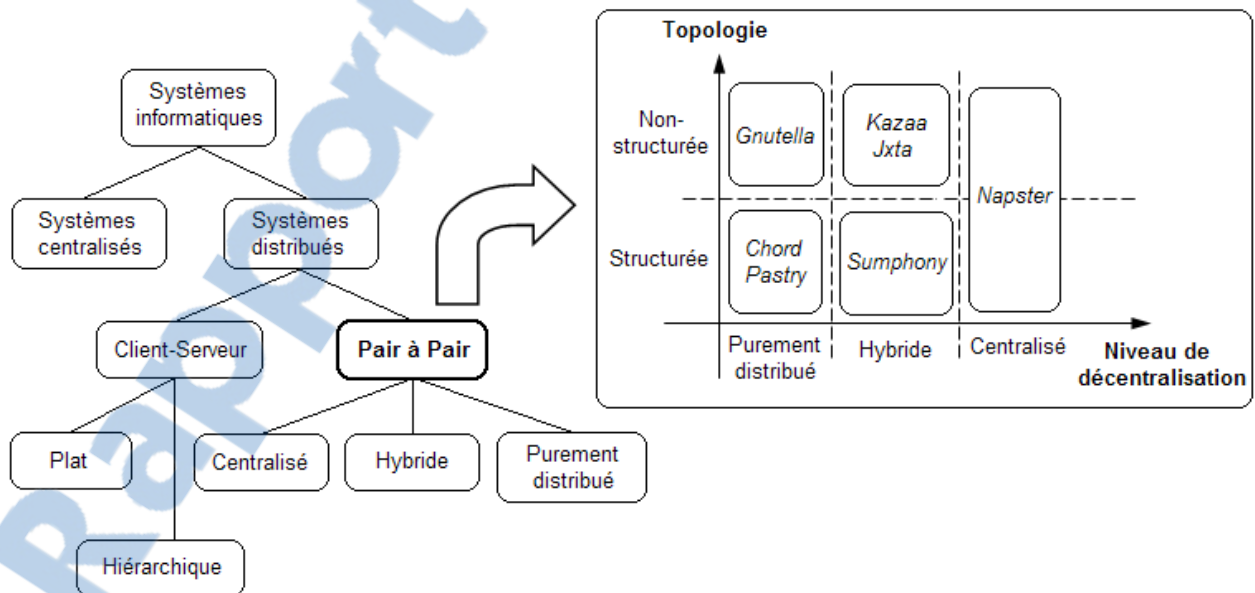 Systèmes
informatiques
Systèmes
centralisés
Systèmes
distribués
Client-Serveur
Pair à Pair
Plat
Centralisé
Hybride
Purement
distribué
Hiérarchique
Topologie
Non-
structurée
Gnutella
Kazaa
Jxta
Napster
Structurée
Chord
Pastry
Sumphony
Purement
distribué
Hybride
Centralisé
Niveau de
décentralisation
Rapport